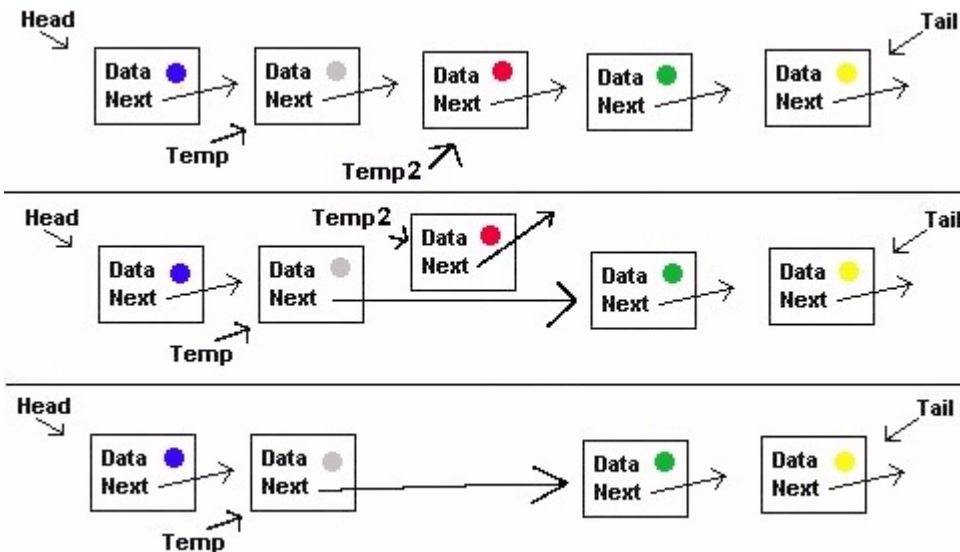 Head
Tail
Data Data Data Data Data
Next Next Next Next Next
Temp
Temp2
Head
Temp2
Tail
Data Data Data Data Data
Next Next Next Next Next
Temp
Head
Tail
Data Data Data Data
Next Next Next Next
Temp